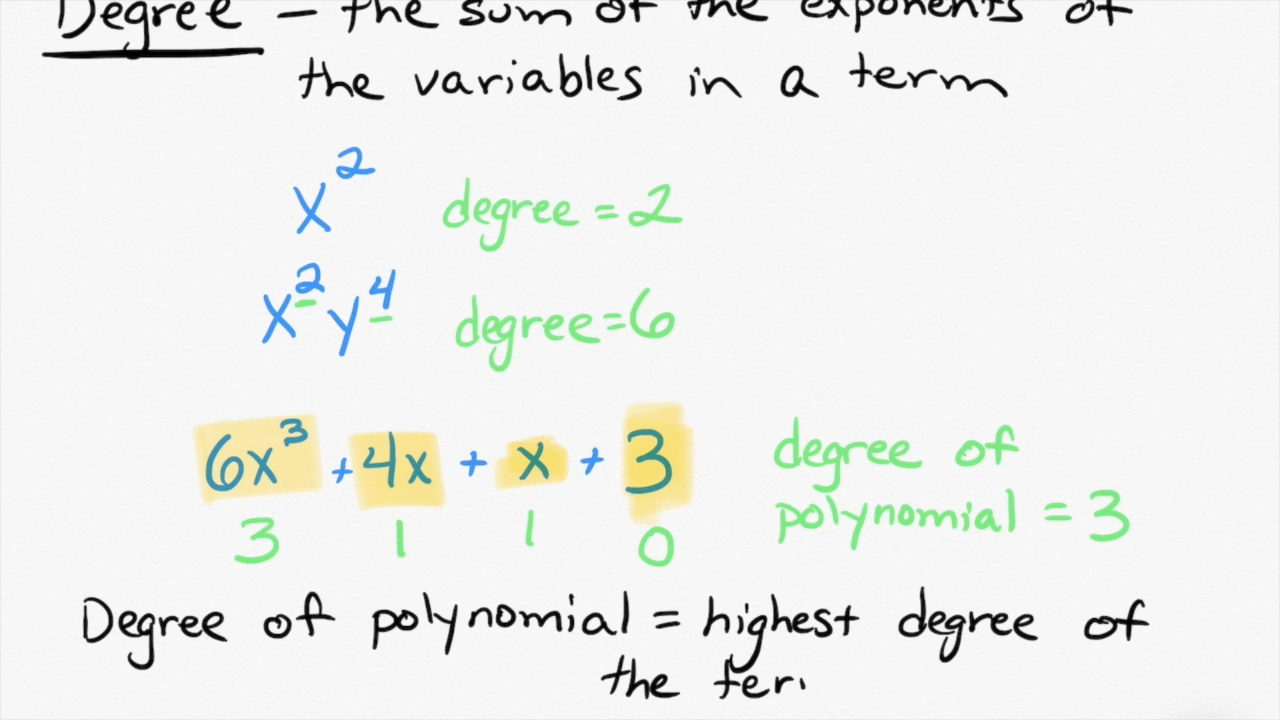 Degree – the sum of the exponents of
the variables in a term
x² degree = 2
x²y⁴ degree=6
6x³ + 4x + x + 3
3 1 1 0
degree of
polynomial = 3
Degree of polynomial = highest degree of
the